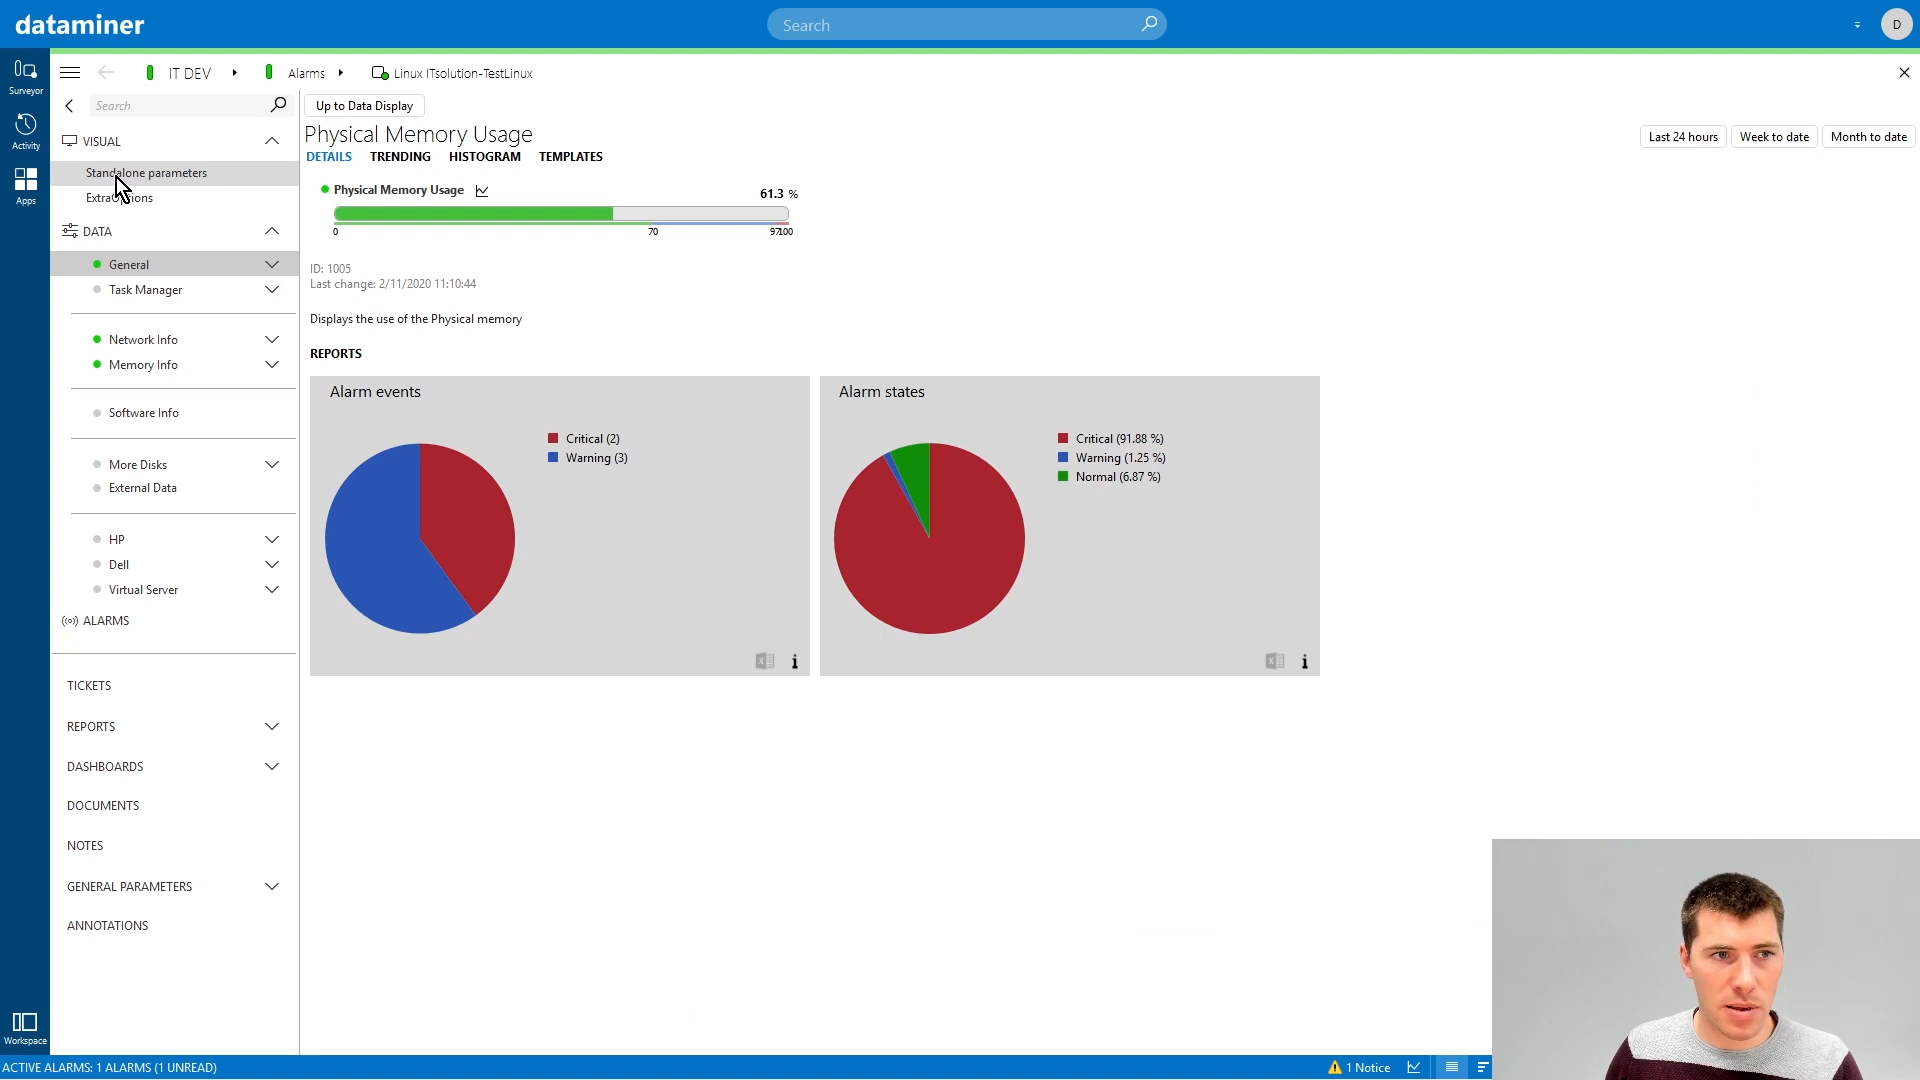 dataminer
Search
D
Surveyor
Activity
Apps
Workspace
IT DEV
Alarms
Linux ITsolution-TestLinux
Search
VISUAL
Standalone parameters
ExtraOptions
DATA
General
Task Manager
Network Info
Memory Info
Software Info
More Disks
External Data
HP
Dell
Virtual Server
ALARMS
TICKETS
REPORTS
DASHBOARDS
DOCUMENTS
NOTES
GENERAL PARAMETERS
ANNOTATIONS
Up to Data Display
Physical Memory Usage
Last 24 hours Week to date Month to date
DETAILS TRENDING HISTOGRAM TEMPLATES
Physical Memory Usage
61.3 %
0 70 97 100
ID: 1005
Last change: 2/11/2020 11:10:44
Displays the use of the Physical memory
REPORTS
Alarm events
Critical (2)
Warning (3)
Alarm states
Critical (91.88 %)
Warning (1.25 %)
Normal (6.87 %)
ACTIVE ALARMS: 1 ALARMS (1 UNREAD)
1 Notice